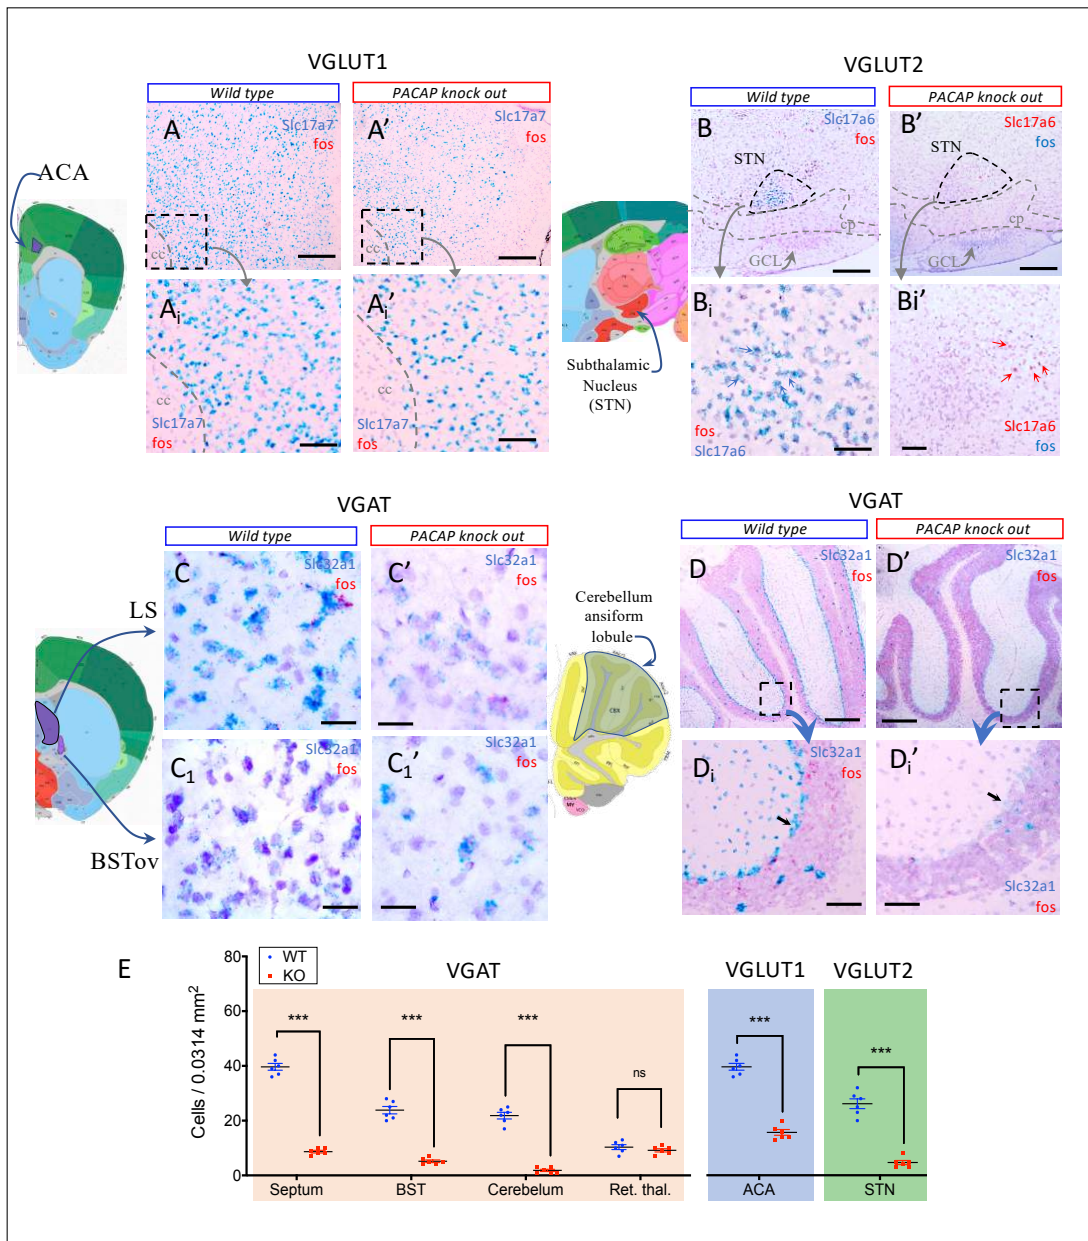 VGLUT1
Wild type
PACAP knock out
A
Slc17a7
fos
A'
Slc17a7
fos
ACA
cc
cc
Ai
cc
Slc17a7
fos
Ai'
cc
Slc17a7
fos
VGLUT2
Wild type
PACAP knock out
B
Slc17a6
fos
STN
GCL
B'
Slc17a6
fos
STN
cp
GCL
Subthalamic
Nucleus
(STN)
Bi
fos
Slc17a6
Bi'
Slc17a6
fos
VGAT
Wild type
PACAP knock out
C
Slc32a1
fos
C'
Slc32a1
fos
LS
BSTov
C1
Slc32a1
fos
C1'
Slc32a1
fos
VGAT
Wild type
PACAP knock out
Cerebellum
ansiform
lobule
CBX
D
Slc32a1
fos
D'
Slc32a1
fos
Di
Slc32a1
fos
Di'
Slc32a1
fos
E
WT
KO
VGAT
VGLUT1
VGLUT2
Cells / 0.0314 mm²
80
60
40
20
0
***
***
***
ns
***
***
Septum
BST
Cerebelum
Ret. thal.
ACA
STN